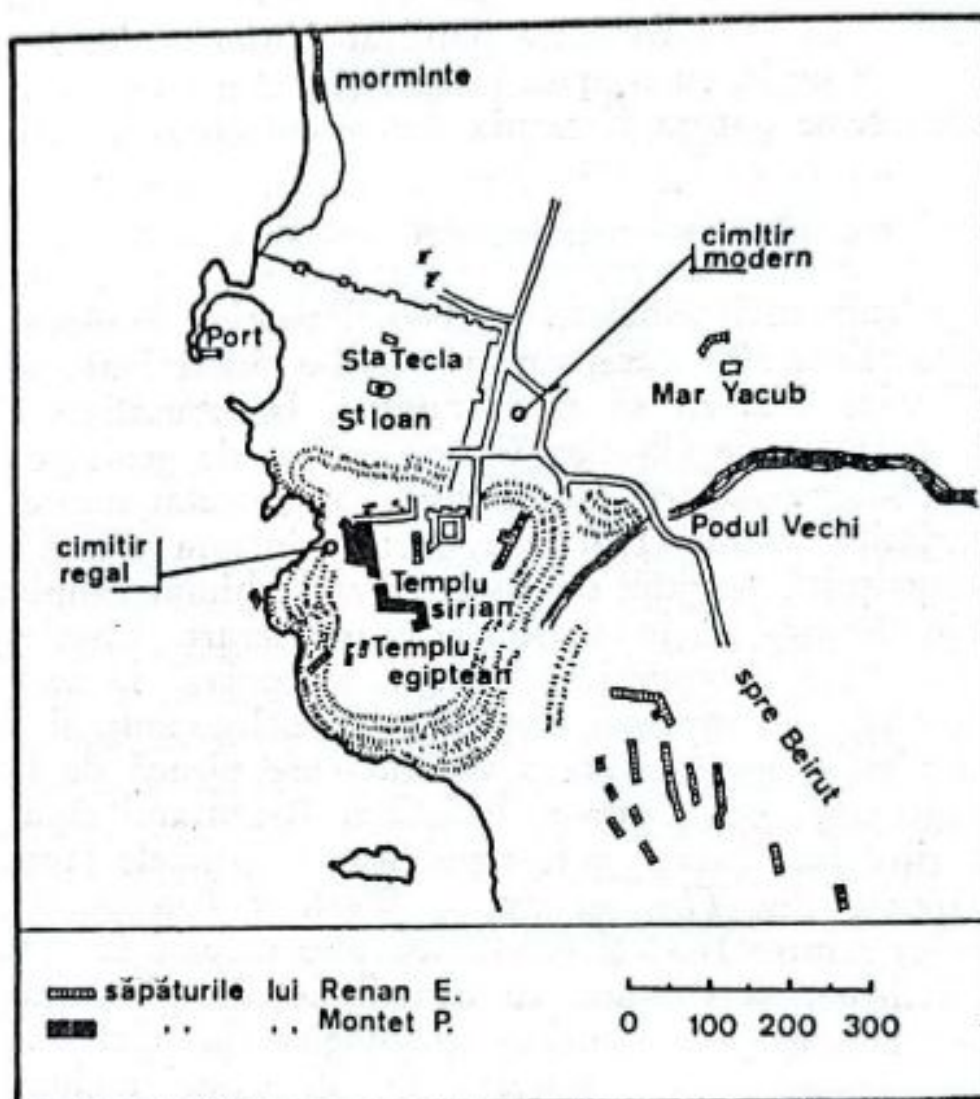 morminte
cimitir
modern
Port
Sta Tecla
St Ioan
Mar Yacub
Podul Vechi
cimitir
regal
Templu
sirian
Templu
egiptean
spre Beirut
săpăturile lui Renan E.
,, ,, Montet P.
0 100 200 300